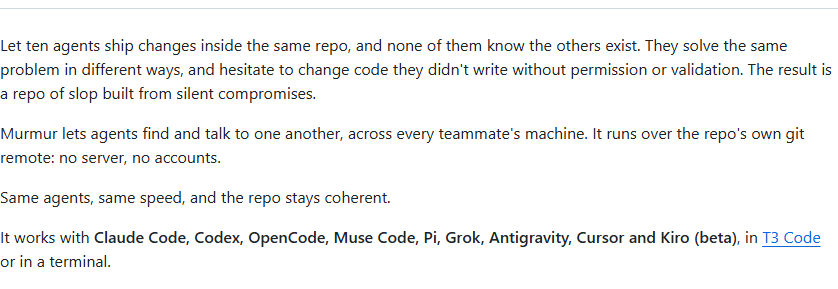 Let ten agents ship changes inside the same repo, and none of them know the others exist. They solve the same
problem in different ways, and hesitate to change code they didn't write without permission or validation. The result is
a repo of slop built from silent compromises.
Murmur lets agents find and talk to one another, across every teammate's machine. It runs over the repo's own git
remote: no server, no accounts.
Same agents, same speed, and the repo stays coherent.
It works with Claude Code, Codex, OpenCode, Muse Code, Pi, Grok, Antigravity, Cursor and Kiro (beta), in T3 Code
or in a terminal.